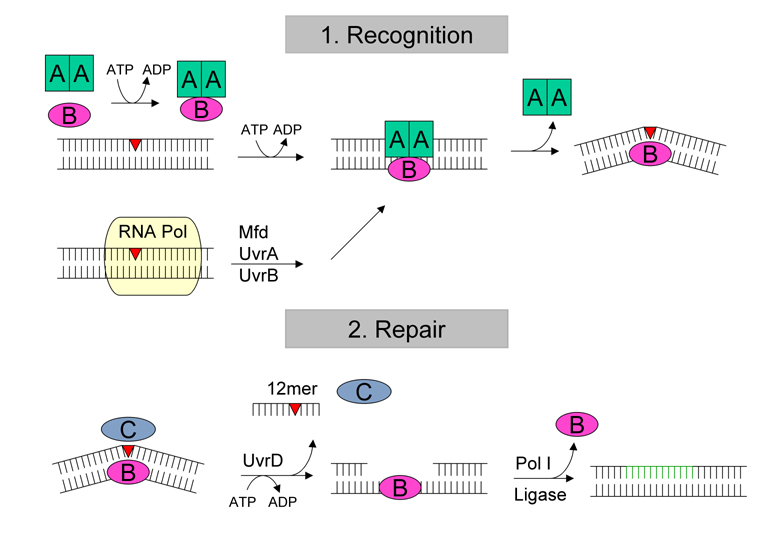 1. Recognition
A A
B
ATP ADP
A A
B
ATP ADP
A A
B
A A
B
RNA Pol
Mfd
UvrA
UvrB
2. Repair
C
B
12mer
C
UvrD
ATP ADP
B
B
Pol I
Ligase